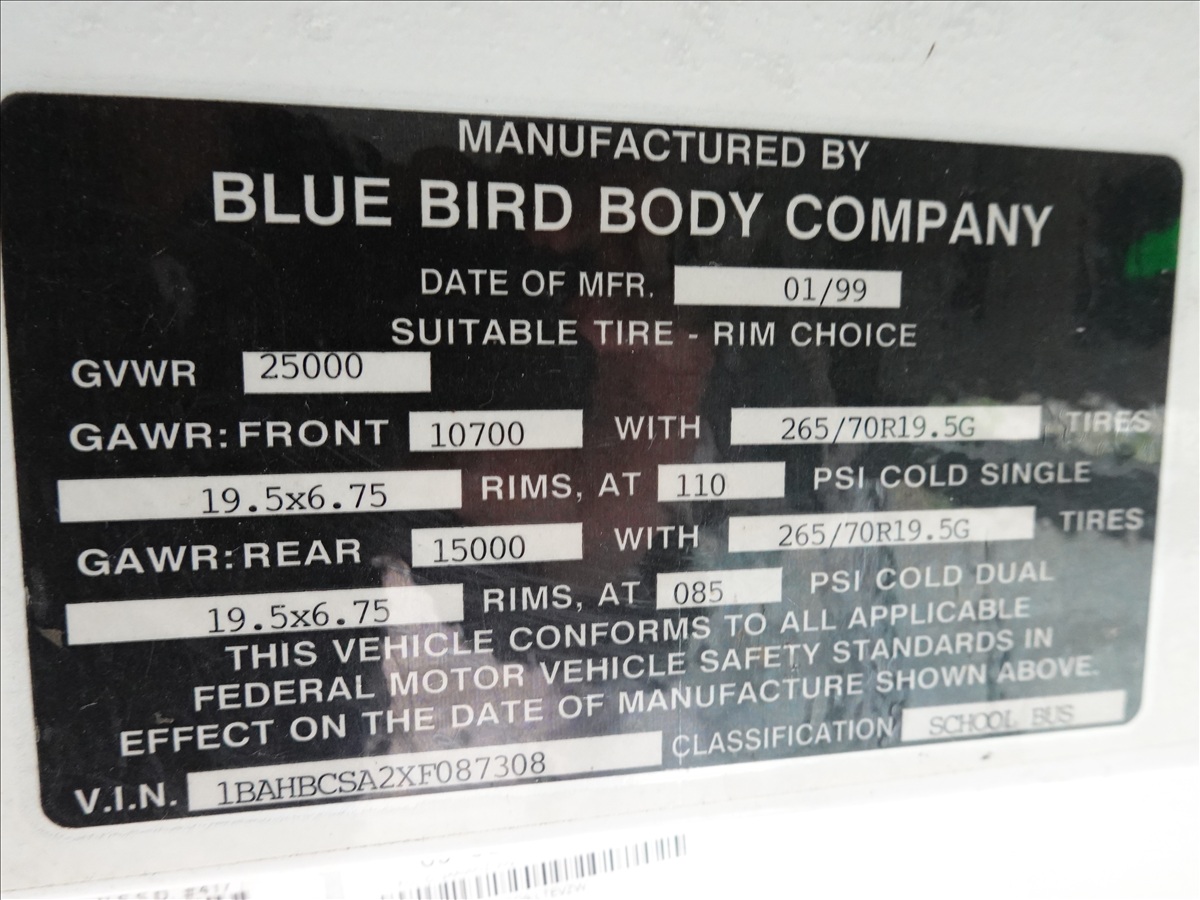 MANUFACTURED BY
BLUE BIRD BODY COMPANY
DATE OF MFR. 01/99
SUITABLE TIRE - RIM CHOICE
GVWR 25000
GAWR: FRONT 10700 WITH 265/70R19.5G TIRES
19.5x6.75 RIMS, AT 110 PSI COLD SINGLE
GAWR: REAR 15000 WITH 265/70R19.5G TIRES
19.5x6.75 RIMS, AT 085 PSI COLD DUAL
THIS VEHICLE CONFORMS TO ALL APPLICABLE
FEDERAL MOTOR VEHICLE SAFETY STANDARDS IN
EFFECT ON THE DATE OF MANUFACTURE SHOWN ABOVE.
V.I.N. 1BAHBCSA2XF087308 CLASSIFICATION SCHOOL BUS